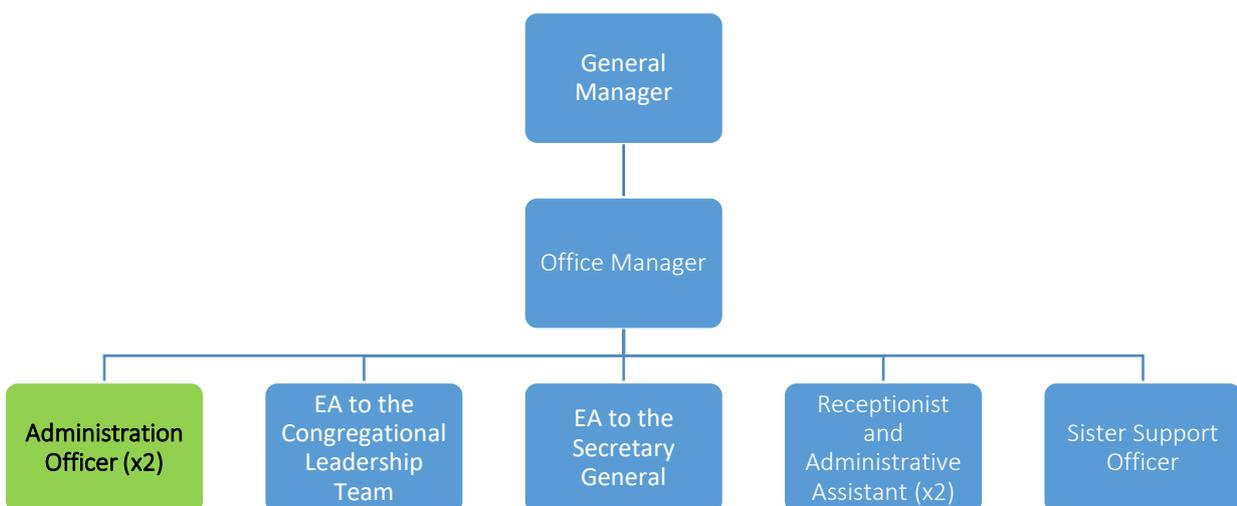 General
Manager
Office Manager
Administration
Officer (x2)
EA to the
Congregational
Leadership
Team
EA to the
Secretary
General
Receptionist
and
Administrative
Assistant (x2)
Sister Support
Officer